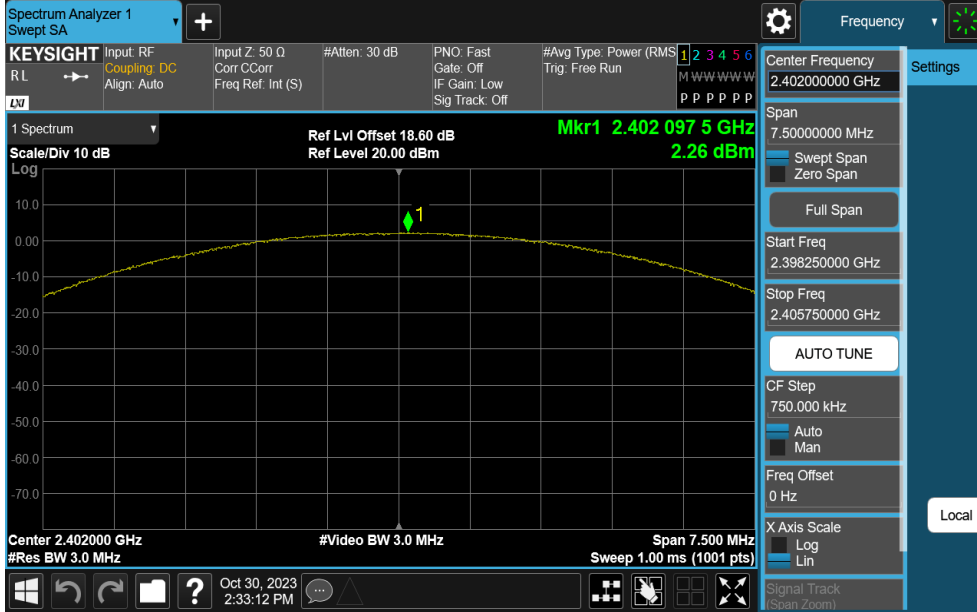 Spectrum Analyzer 1
Swept SA
+
Frequency
KEYSIGHT
R L
LXI
Input: RF
Coupling: DC
Align: Auto
Input Z: 50 Ω
Corr CCorr
Freq Ref: Int (S)
#Atten: 30 dB
PNO: Fast
Gate: Off
IF Gain: Low
Sig Track: Off
#Avg Type: Power (RMS
Trig: Free Run
1 2 3 4 5 6
M W W W W W
P P P P P P
Center Frequency
2.402000000 GHz
Settings
Span
7.50000000 MHz
Swept Span
Zero Span
Full Span
Start Freq
2.398250000 GHz
Stop Freq
2.405750000 GHz
AUTO TUNE
CF Step
750.000 kHz
Auto
Man
Freq Offset
0 Hz
X Axis Scale
Log
Lin
Signal Track
(Span Zoom)
Local
1 Spectrum
Scale/Div 10 dB
Log
Ref Lvl Offset 18.60 dB
Ref Level 20.00 dBm
Mkr1 2.402 097 5 GHz
2.26 dBm
1
10.0
0.00
-10.0
-20.0
-30.0
-40.0
-50.0
-60.0
-70.0
Center 2.402000 GHz
#Video BW 3.0 MHz
Span 7.500 MHz
#Res BW 3.0 MHz
Sweep 1.00 ms (1001 pts)
?
Oct 30, 2023
2:33:12 PM